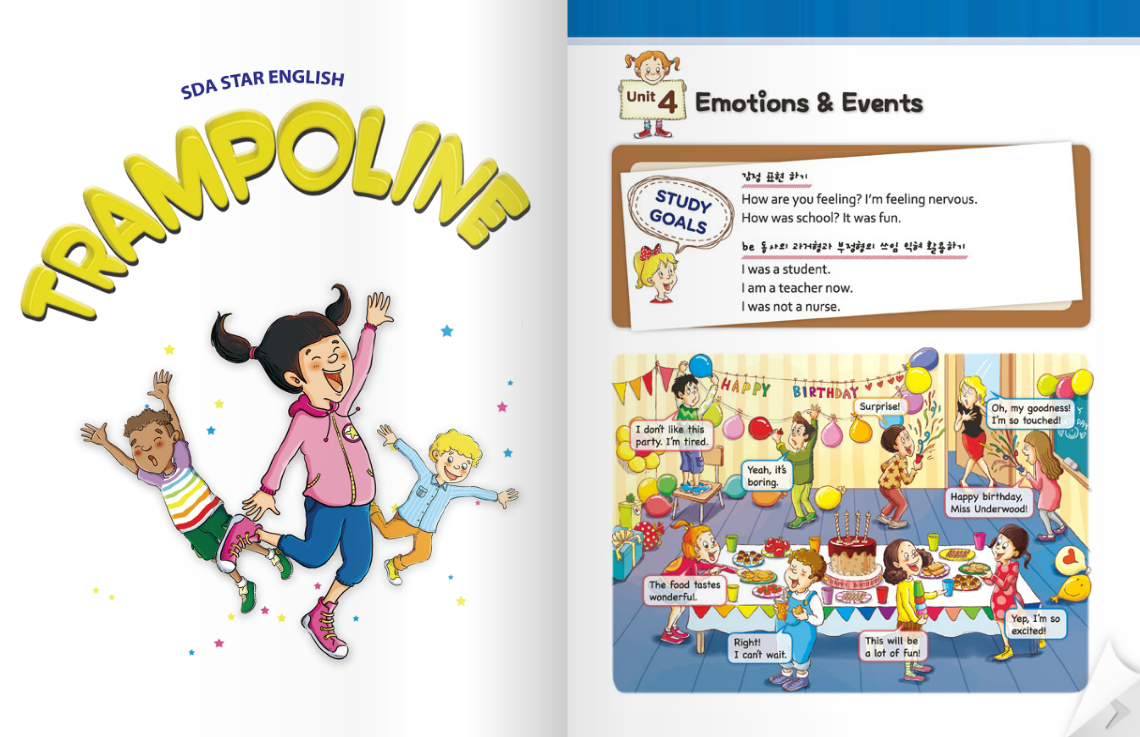 SDA STAR ENGLISH
TRAMPOLINE
Unit 4
Emotions & Events
STUDY
GOALS
감정 표현 하기
How are you feeling? I'm feeling nervous.
How was school? It was fun.
be 동사의 과거형과 부정형의 쓰임 익혀 활용하기
I was a student.
I am a teacher now.
I was not a nurse.
HAPPY BIRTHDAY
Surprise!
Oh, my goodness!
I'm so touched!
I don't like this
party. I'm tired.
Yeah, it's
boring.
Happy birthday,
Miss Underwood!
The food tastes
wonderful.
Right!
I can't wait.
This will be
a lot of fun!
Yep, I'm so
excited!